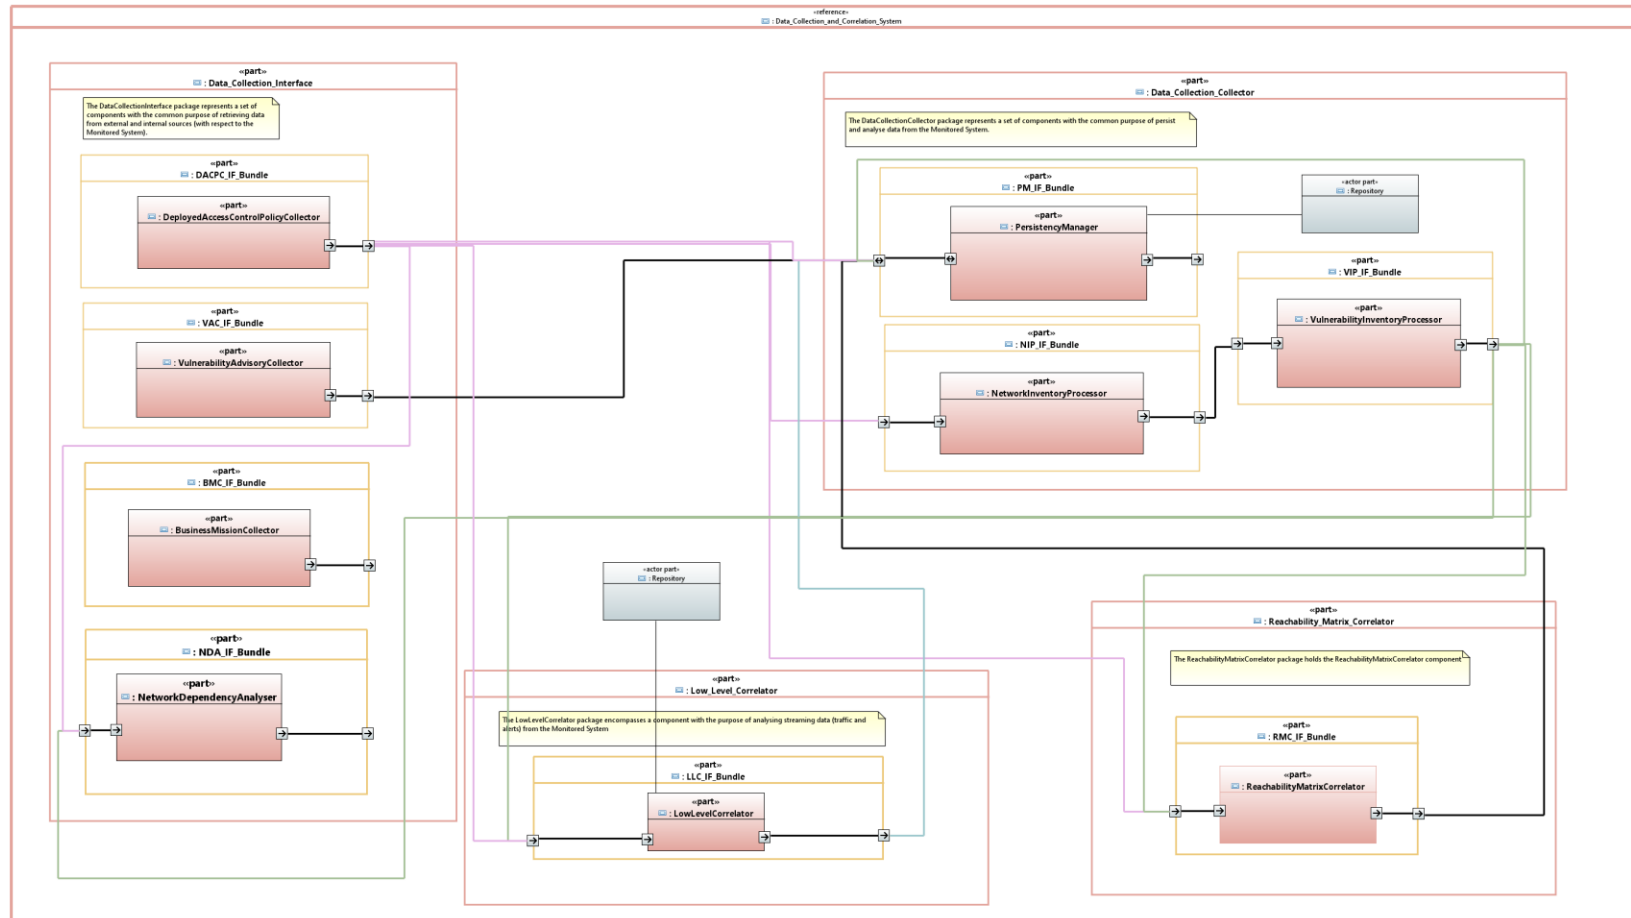 «reference»
: Data_Collection_and_Correlation_System
«part»
: Data_Collection_Interface
The DataCollectionInterface package represents a set of
components with the common purpose of retrieving data
from external and internal sources (with respect to the
Monitored System).
«part»
: DACPC_IF_Bundle
«part»
: DeployedAccessControlPolicyCollector
«part»
: VAC_IF_Bundle
«part»
: VulnerabilityAdvisoryCollector
«part»
: BMC_IF_Bundle
«part»
: BusinessMissionCollector
«part»
: NDA_IF_Bundle
«part»
: NetworkDependencyAnalyser
«part»
: Data_Collection_Collector
The DataCollectionCollector package represents a set of components with the common purpose of persist
and analyse data from the Monitored System.
«part»
: PM_IF_Bundle
«part»
: PersistencyManager
«actor part»
: Repository
«part»
: VIP_IF_Bundle
«part»
: VulnerabilityInventoryProcessor
«part»
: NIP_IF_Bundle
«part»
: NetworkInventoryProcessor
«actor part»
: Repository
«part»
: Low_Level_Correlator
The LowLevelCorrelator package encompasses a component with the purpose of analysing streaming data (traffic and
alerts) from the Monitored System
«part»
: LLC_IF_Bundle
«part»
: LowLevelCorrelator
«part»
: Reachability_Matrix_Correlator
The ReachabilityMatrixCorrelator package holds the ReachabilityMatrixCorrelator component
«part»
: RMC_IF_Bundle
«part»
: ReachabilityMatrixCorrelator